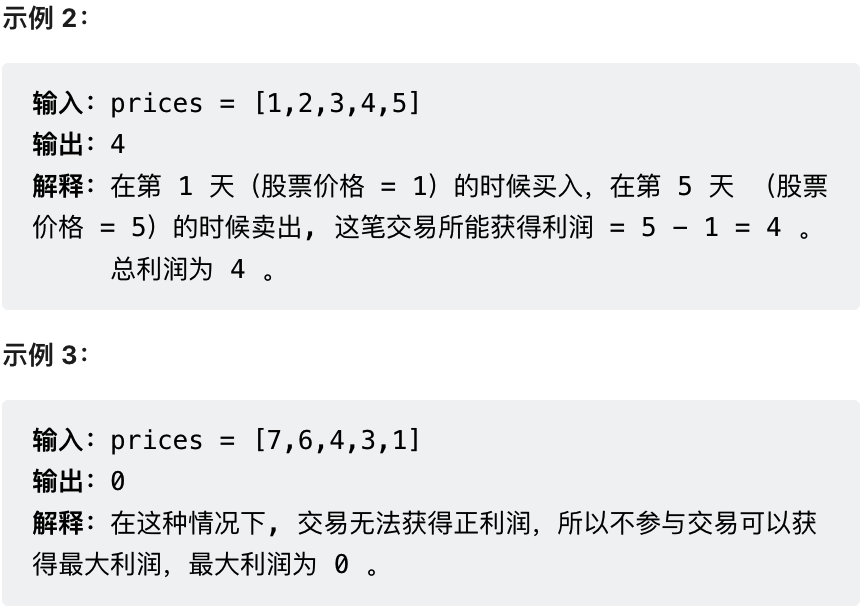 示例 2：
输入：prices = [1,2,3,4,5]
输出：4
解释：在第 1 天（股票价格 = 1）的时候买入，在第 5 天 （股票
价格 = 5）的时候卖出, 这笔交易所能获得利润 = 5 − 1 = 4 。
总利润为 4 。
示例 3：
输入：prices = [7,6,4,3,1]
输出：0
解释：在这种情况下, 交易无法获得正利润，所以不参与交易可以获
得最大利润，最大利润为 0 。